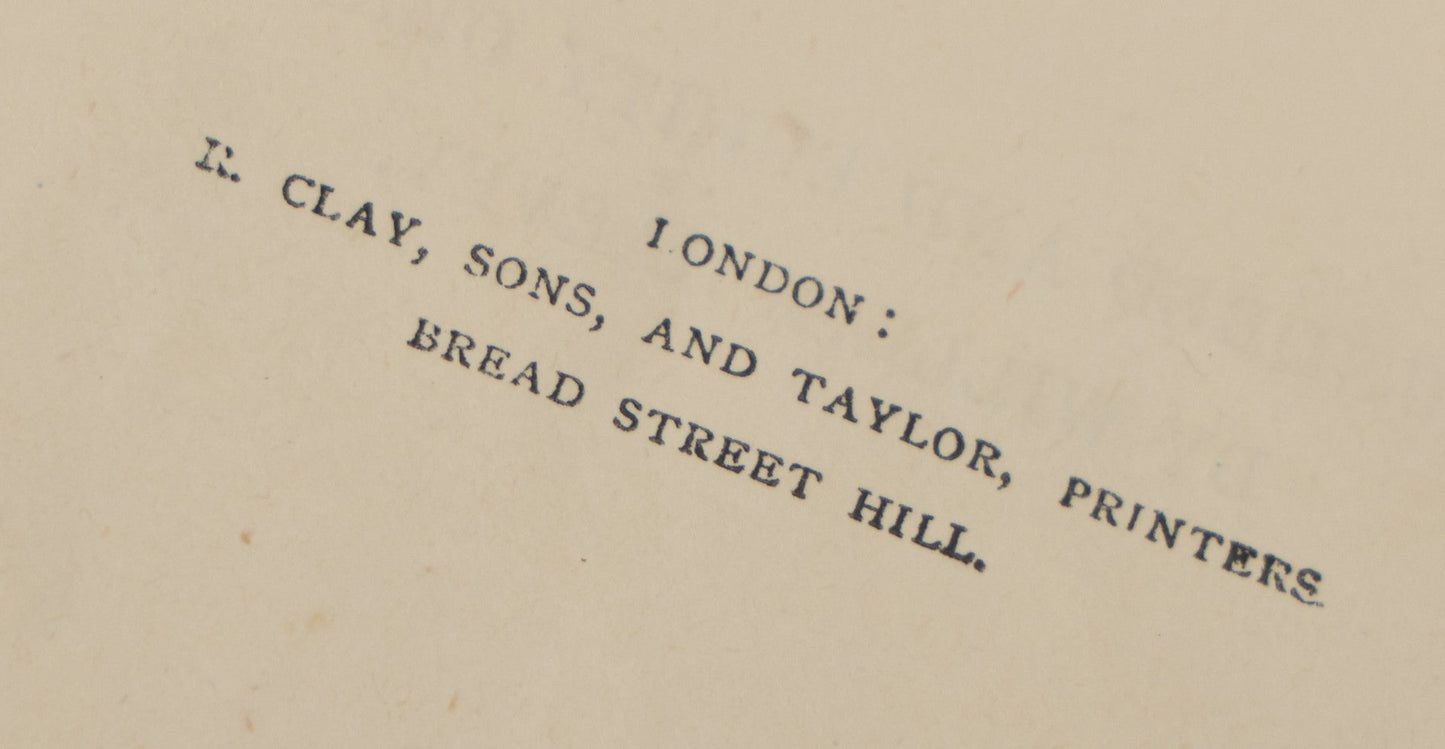 LONDON:
R. CLAY, SONS, AND TAYLOR, PRINTERS
BREAD STREET HILL.